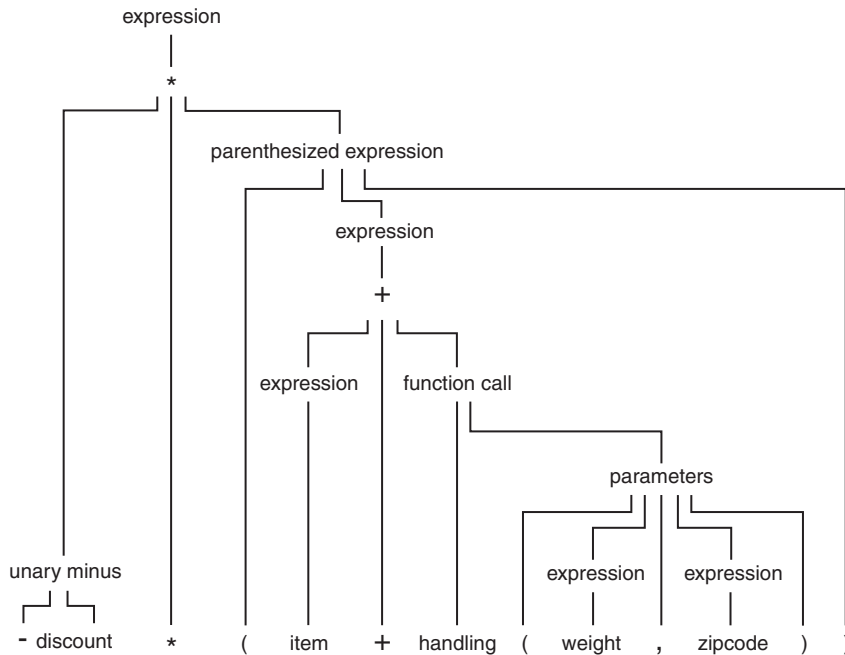 expression
*
parenthesized expression
expression
+
expression function call
parameters
unary minus expression expression
- discount * ( item + handling ( weight , zipcode ) )